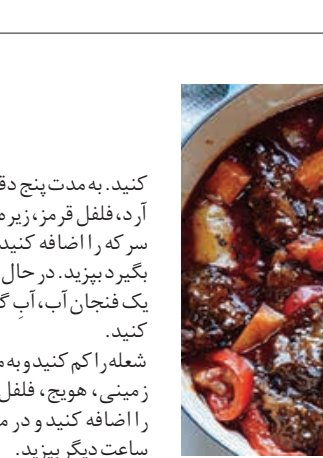 کنید. به مدت پنج دق
آرد، فلفل قرمز، زیره
سرکه را اضافه کنید
بگیرد بپزید. در حال
یک فنجان آب، آبِ گ
کنید.
شعله را کم کنید و به م
زمینی، هویج، فلفل
را اضافه کنید و در م
ساعت دیگر بپزید.